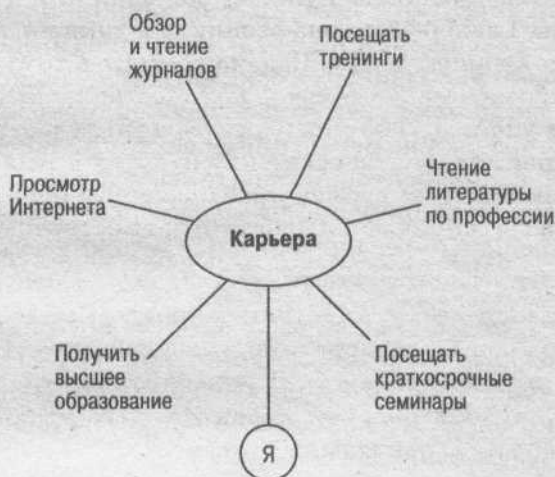 Обзор
и чтение
журналов
Посещать
тренинги
Просмотр
Интернета
Чтение
литературы
по профессии
Карьера
Получить
высшее
образование
Посещать
краткосрочные
семинары
Я